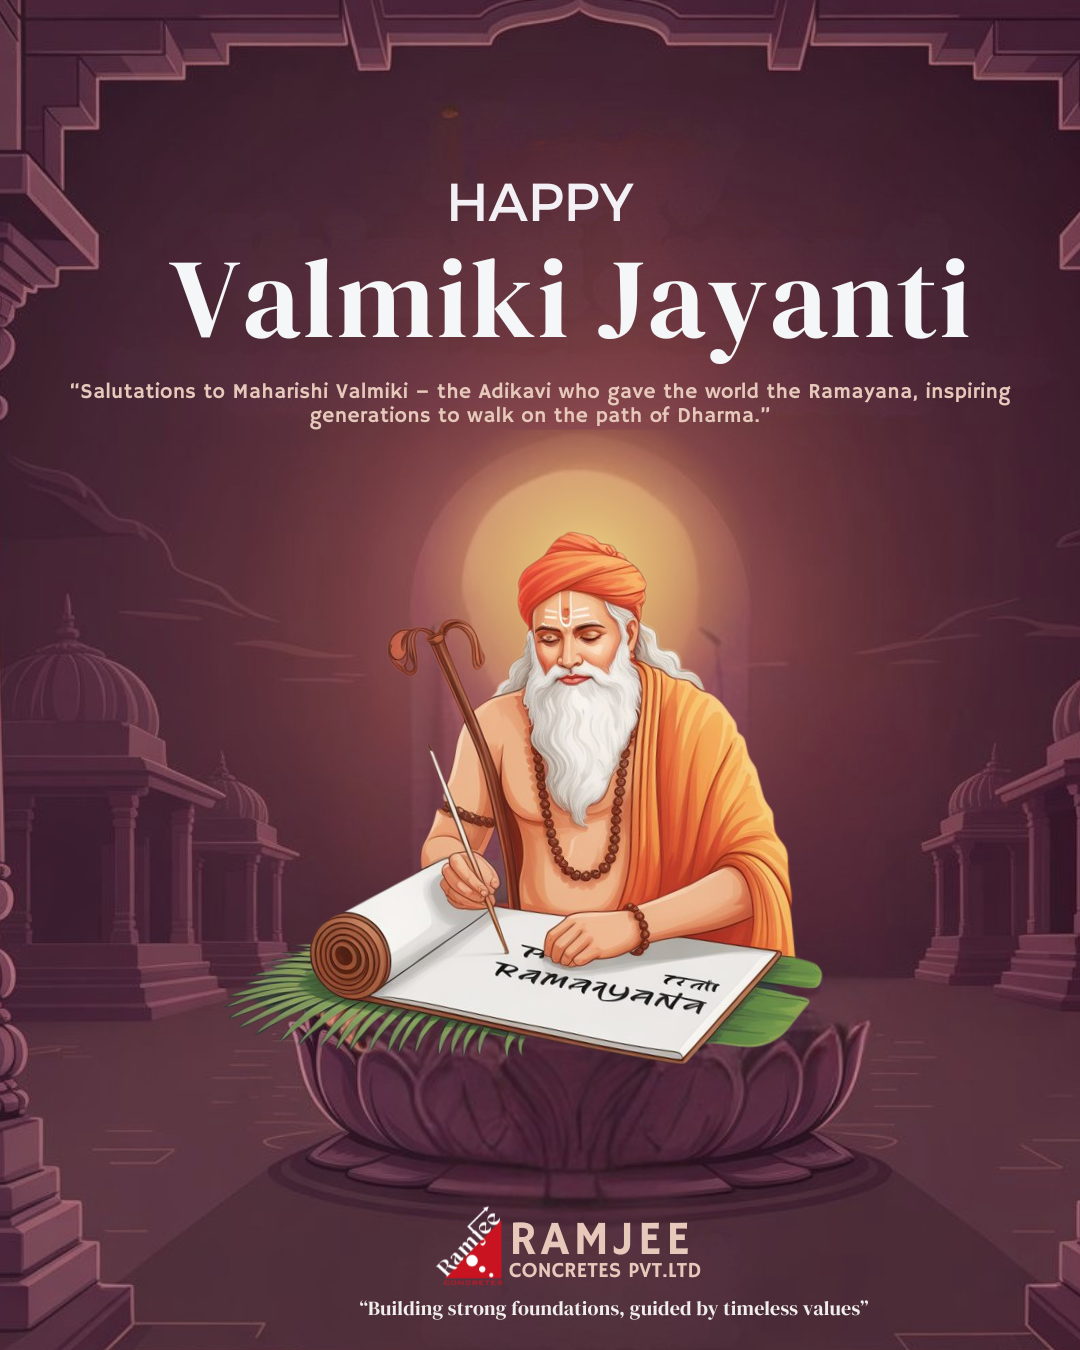 HAPPY
Valmiki Jayanti
“Salutations to Maharishi Valmiki – the Adikavi who gave the world the Ramayana, inspiring
generations to walk on the path of Dharma.”
Ramjee
RAMJEE
CONCRETES PVT.LTD
“Building strong foundations, guided by timeless values”